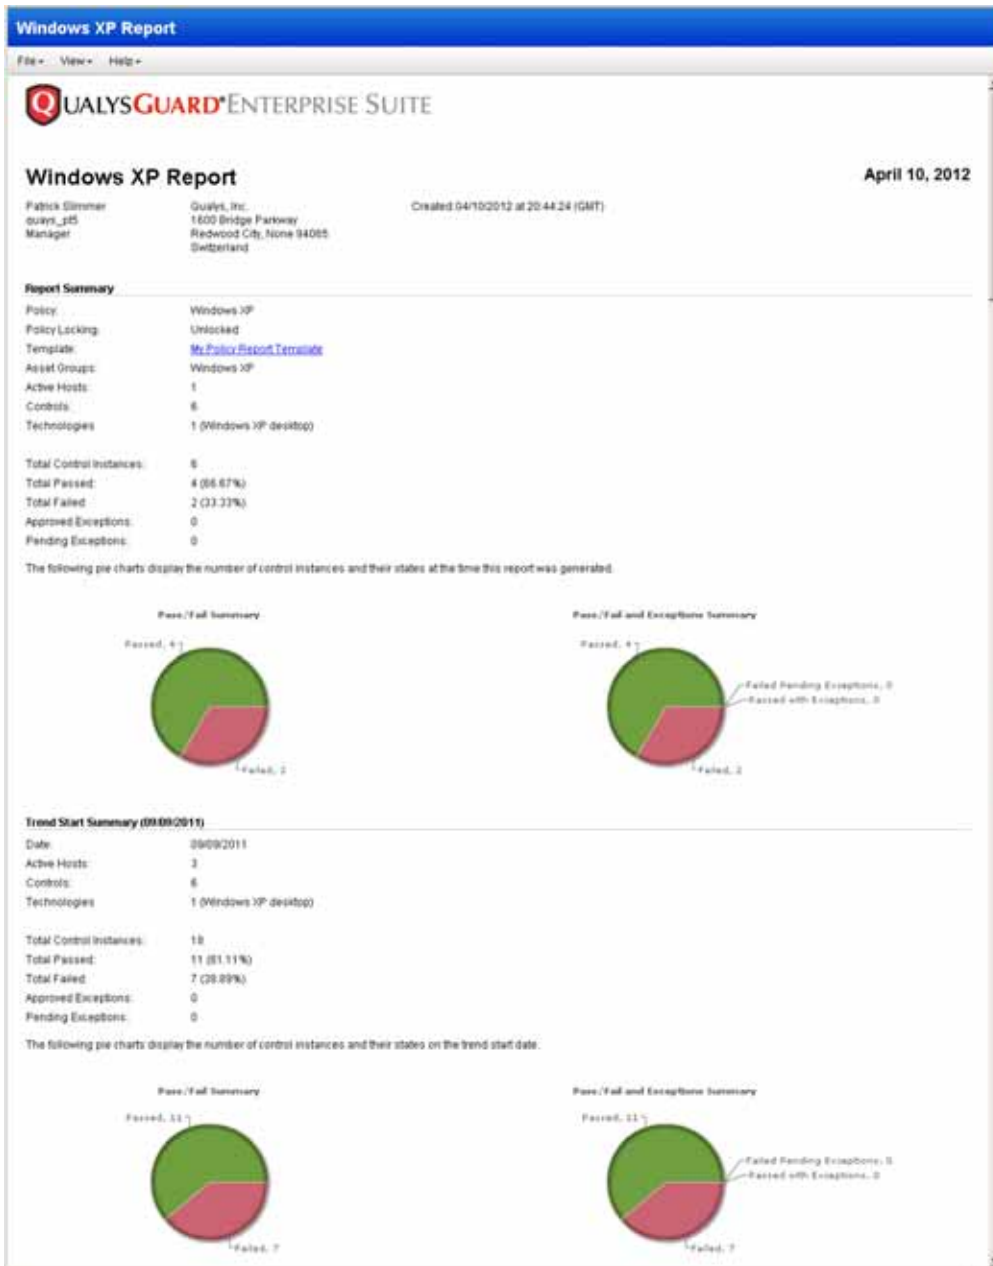 Windows XP Report
File View Help
QUALYSGUARD® ENTERPRISE SUITE
Windows XP Report
April 10, 2012
Patrick Slimmer
Qualys, Inc.
Created: 04/10/2012 at 20:44:24 (GMT)
quays_pt5
1600 Bridge Parkway
Manager
Redwood City, None 94065
Switzerland
Report Summary
Policy: Windows XP
Policy Locking: Unlocked
Template: My Policy Report Template
Asset Groups: Windows XP
Active Hosts: 1
Controls: 6
Technologies 1 (Windows XP desktop)
Total Control Instances: 6
Total Passed: 4 (66.67%)
Total Failed: 2 (33.33%)
Approved Exceptions: 0
Pending Exceptions: 0
The following pie charts display the number of control instances and their states at the time this report was generated.
Pass/Fail Summary
Passed, 4
Failed, 2
Pass/Fail and Exceptions Summary
Passed, 4
Failed Pending Exceptions, 0
Passed with Exceptions, 0
Failed, 2
Trend Start Summary (09/09/2011)
Date: 09/09/2011
Active Hosts: 3
Controls: 6
Technologies 1 (Windows XP desktop)
Total Control Instances: 18
Total Passed: 11 (61.11%)
Total Failed: 7 (38.89%)
Approved Exceptions: 0
Pending Exceptions: 0
The following pie charts display the number of control instances and their states on the trend start date.
Pass/Fail Summary
Passed, 11
Failed, 7
Pass/Fail and Exceptions Summary
Passed, 11
Failed Pending Exceptions, 0
Passed with Exceptions, 0
Failed, 7